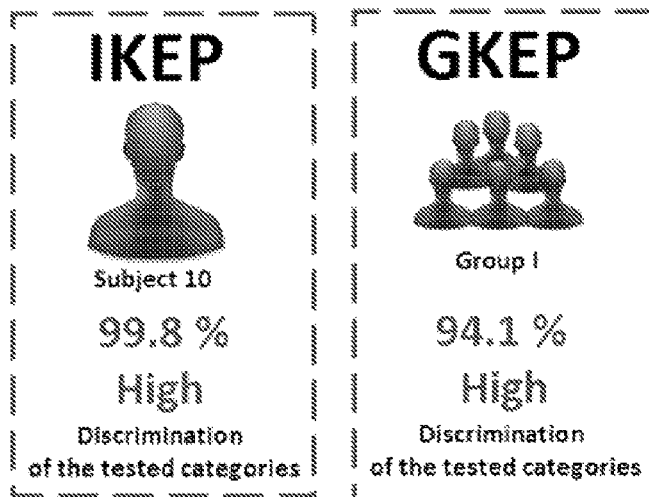 IKEP
Subject 10
99.8 %
High
Discrimination
of the tested categories
GKEP
Group I
94.1 %
High
Discrimination
of the tested categories